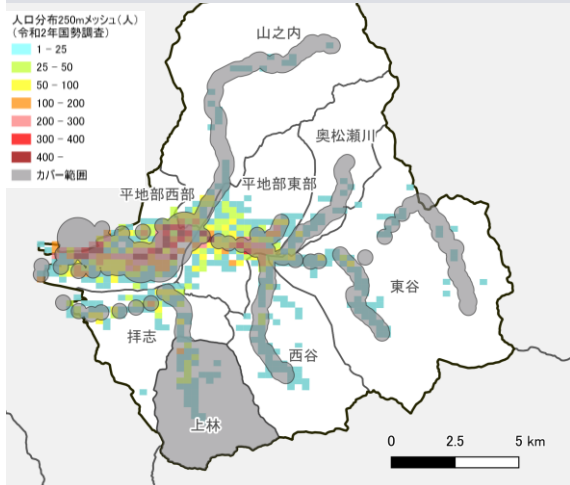 人口分布250mメッシュ(人)
(令和2年国勢調査)
1 - 25
25 - 50
50 - 100
100 - 200
200 - 300
300 - 400
400 -
カバー範囲
山之内
奥松瀬川
平地部西部
平地部東部
東谷
拝志
西谷
上林
0 2.5 5 km